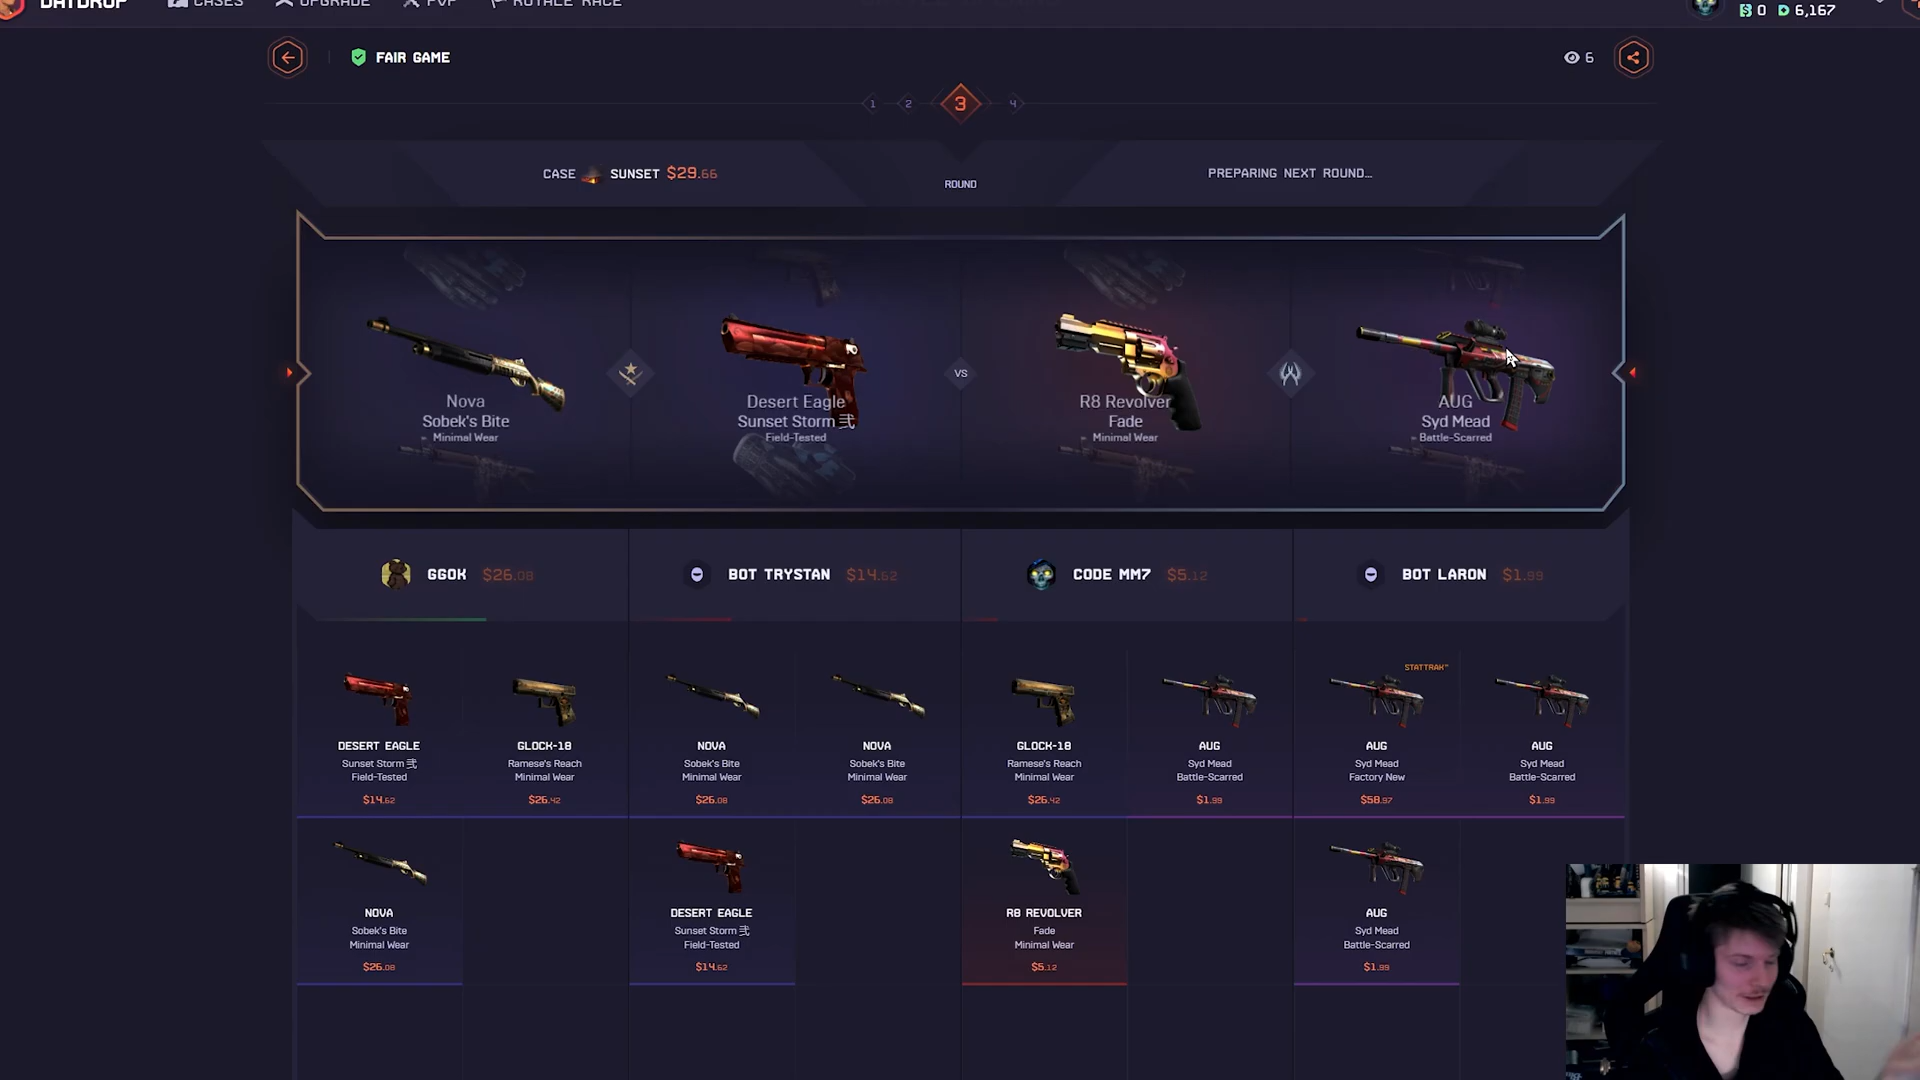 DATDROP
CASES
UPGRADE
PVP
ROYALE RACE
0
6,167
FAIR GAME
6
1
2
3
4
CASE SUNSET $29.66
ROUND
PREPARING NEXT ROUND...
Nova
Sobek's Bite
Minimal Wear
Desert Eagle
Sunset Storm 弐
Field-Tested
VS
R8 Revolver
Fade
Minimal Wear
AUG
Syd Mead
Battle-Scarred
GGOK $26.08
BOT TRYSTAN $14.62
CODE MM7 $5.12
BOT LARON $1.99
DESERT EAGLE
Sunset Storm 弐
Field-Tested
$14.62
GLOCK-18
Ramese's Reach
Minimal Wear
$26.42
NOVA
Sobek's Bite
Minimal Wear
$26.08
NOVA
Sobek's Bite
Minimal Wear
$26.08
GLOCK-18
Ramese's Reach
Minimal Wear
$26.42
AUG
Syd Mead
Battle-Scarred
$1.99
STATTRAK™
AUG
Syd Mead
Factory New
$58.97
AUG
Syd Mead
Battle-Scarred
$1.99
NOVA
Sobek's Bite
Minimal Wear
$26.08
DESERT EAGLE
Sunset Storm 弐
Field-Tested
$14.62
R8 REVOLVER
Fade
Minimal Wear
$5.12
AUG
Syd Mead
Battle-Scarred
$1.99